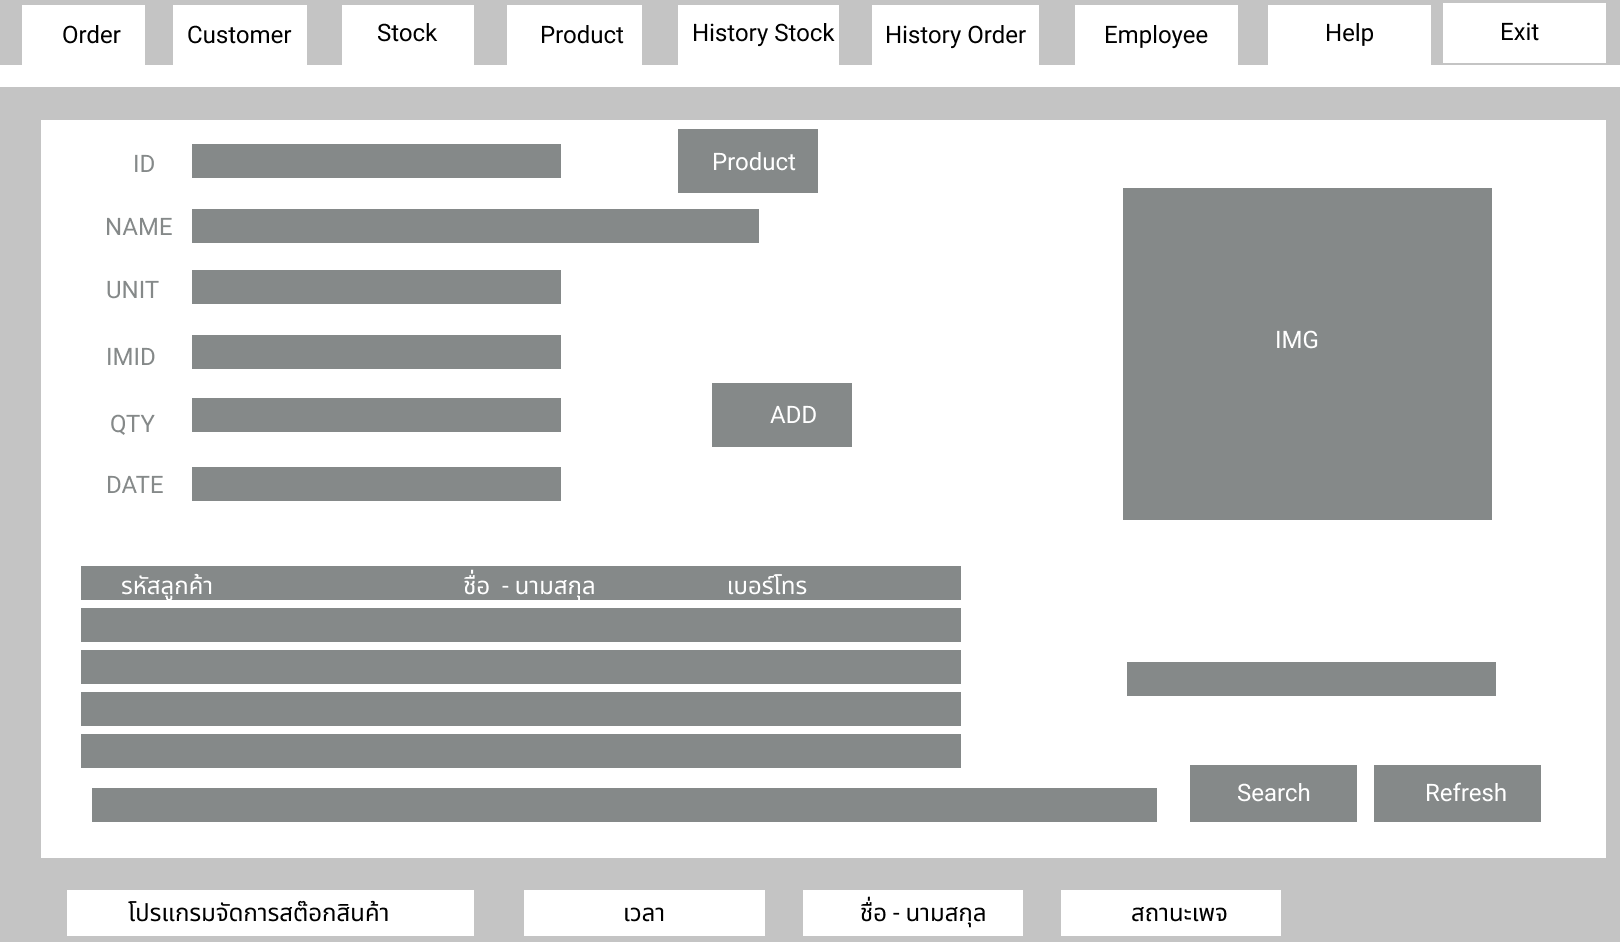 Order
Customer
Stock
Product
History Stock
History Order
Employee
Help
Exit
ID
Product
NAME
UNIT
IMID
IMG
QTY
ADD
DATE
รหัสลูกค้า
ชื่อ - นามสกุล
เบอร์โทร
Search
Refresh
โปรแกรมจัดการสต๊อกสินค้า
เวลา
ชื่อ - นามสกุล
สถานะเพจ